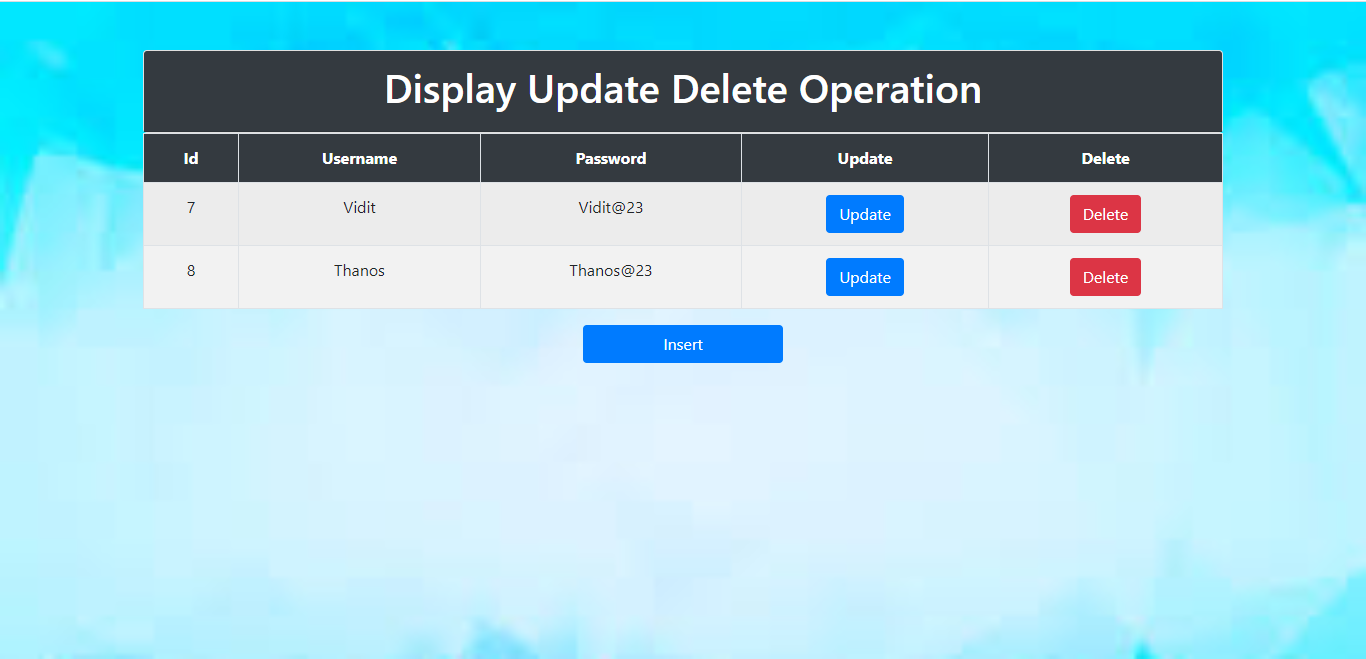 Display Update Delete Operation
Id Username Password Update Delete
7 Vidit Vidit@23 Update Delete
8 Thanos Thanos@23 Update Delete
Insert